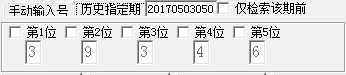 手动输入号 历史指定期 20170503050 仅检索该期前
第1位 第2位 第3位 第4位 第5位
3 9 3 4 6